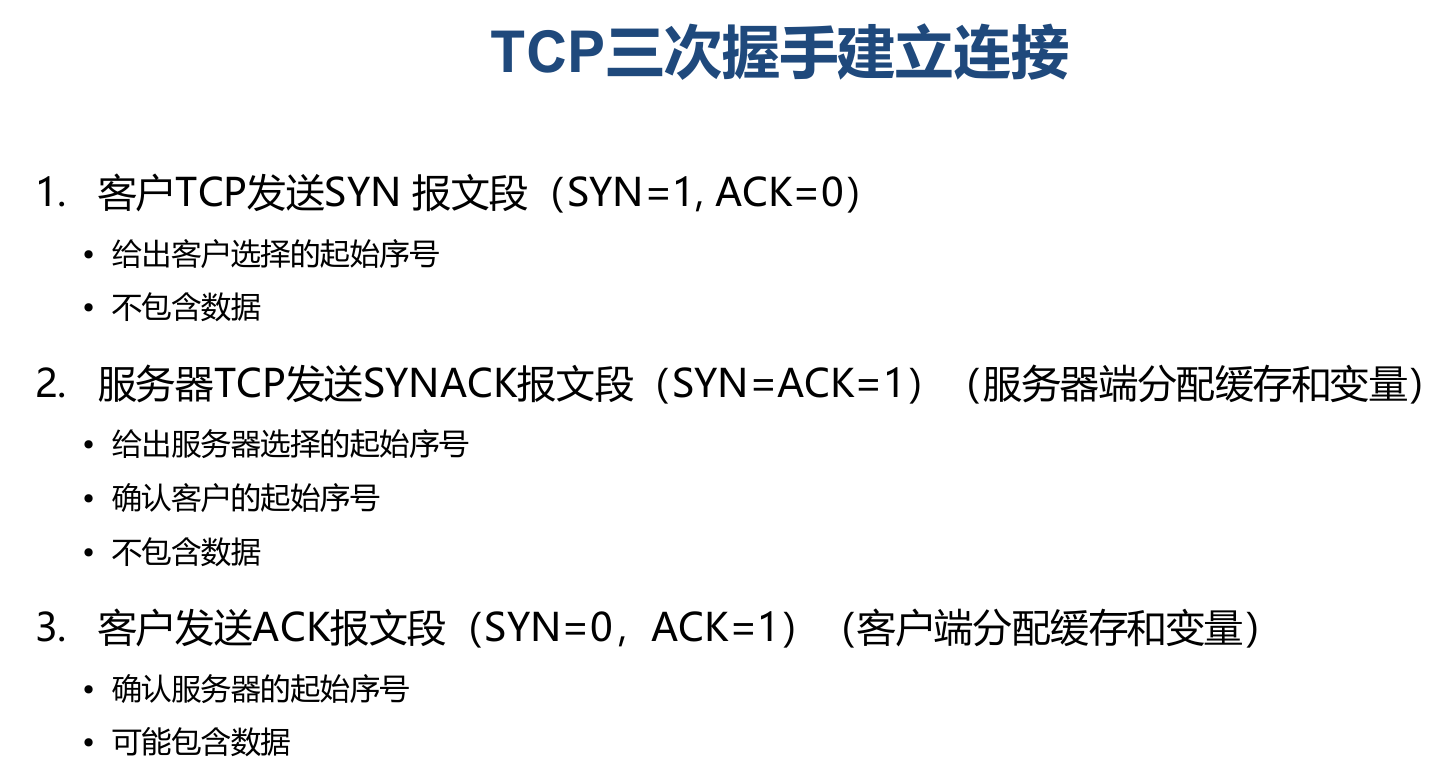 TCP三次握手建立连接
1. 客户TCP发送SYN 报文段（SYN=1, ACK=0）
• 给出客户选择的起始序号
• 不包含数据
2. 服务器TCP发送SYNACK报文段（SYN=ACK=1）（服务器端分配缓存和变量）
• 给出服务器选择的起始序号
• 确认客户的起始序号
• 不包含数据
3. 客户发送ACK报文段（SYN=0，ACK=1）（客户端分配缓存和变量）
• 确认服务器的起始序号
• 可能包含数据